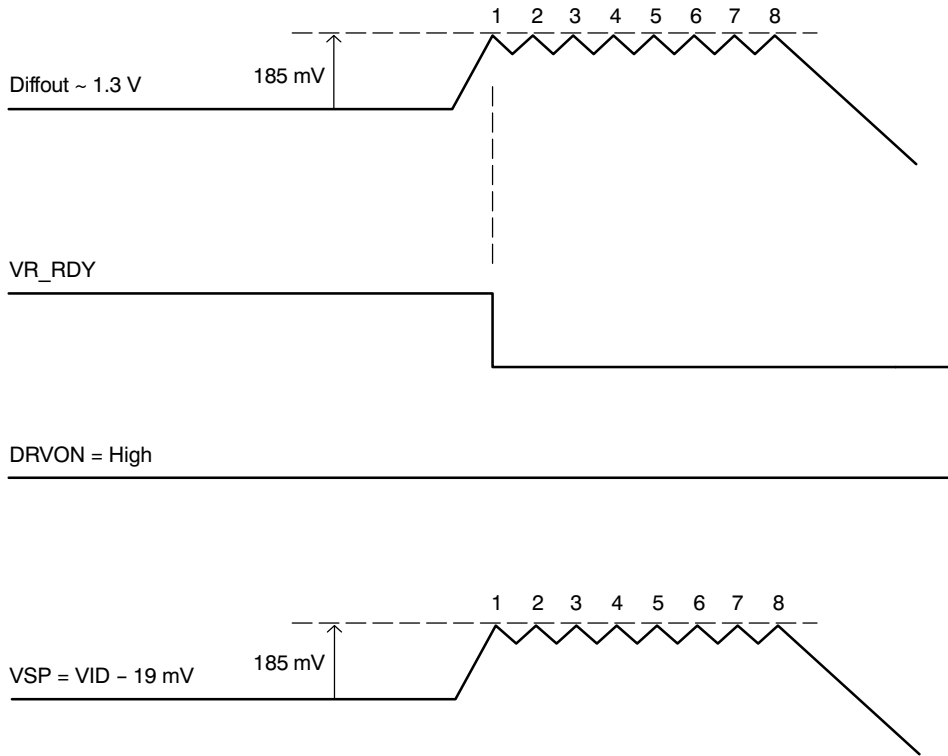 1 2 3 4 5 6 7 8
185 mV
Diffout ~ 1.3 V
VR_RDY
DRVON = High
1 2 3 4 5 6 7 8
185 mV
VSP = VID – 19 mV